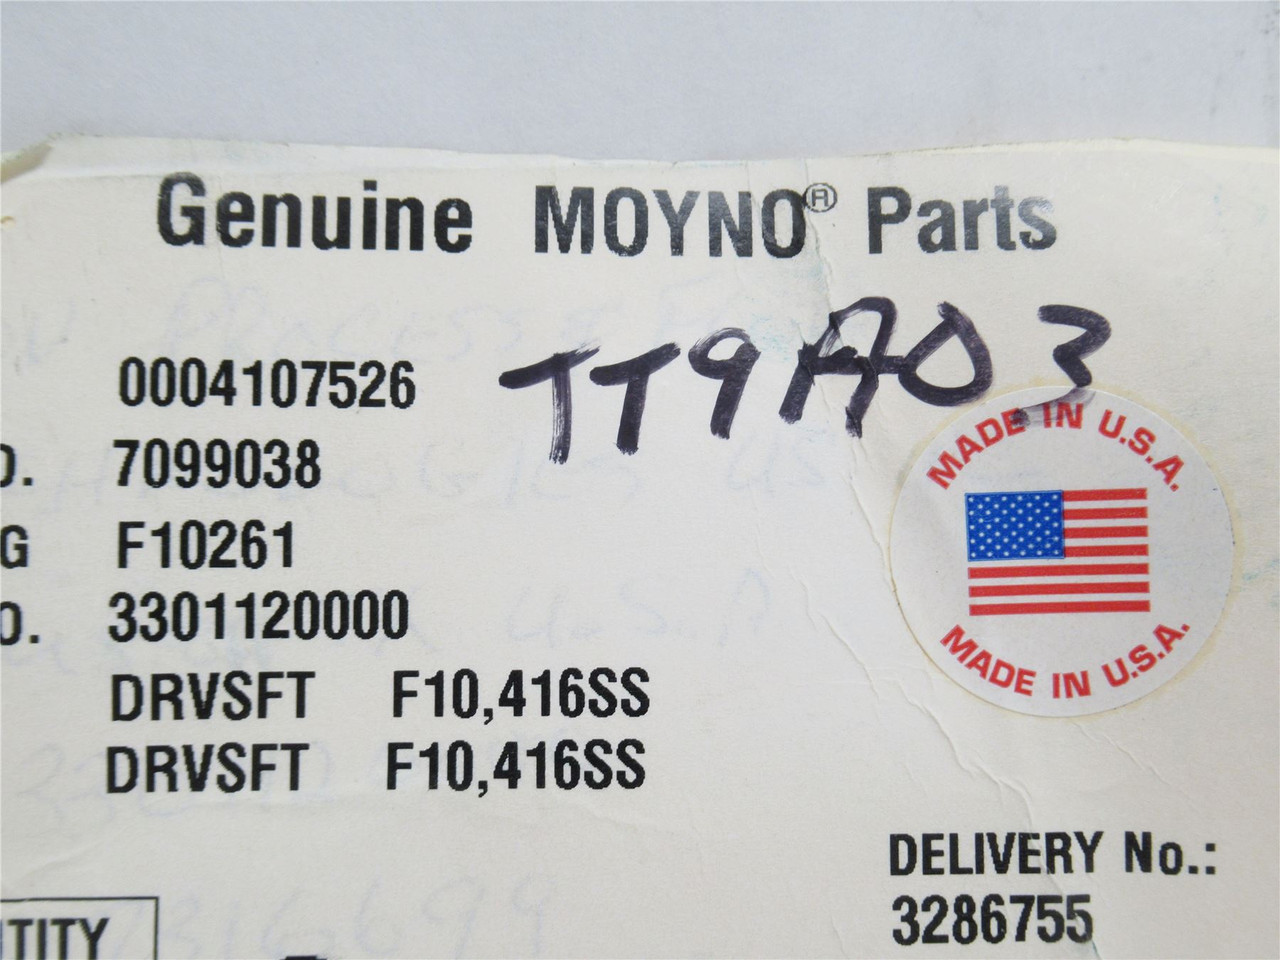 Genuine MOYNO® Parts
TT9A03
0004107526
O. 7099038
G F10261
O. 3301120000
DRVSFT F10,416SS
DRVSFT F10,416SS
MADE IN U.S.A.
MADE IN U.S.A.
DELIVERY No.:
3286755
NTITY